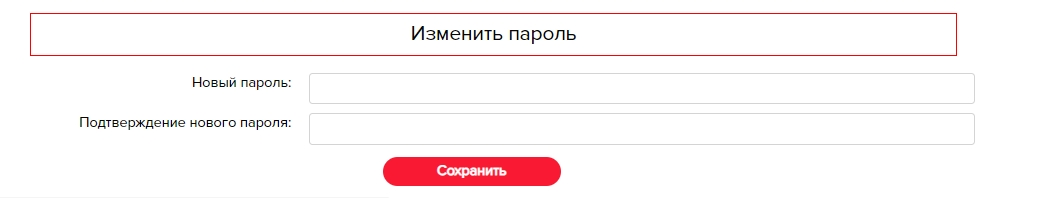 Изменить пароль
Новый пароль:
Подтверждение нового пароля:
Сохранить